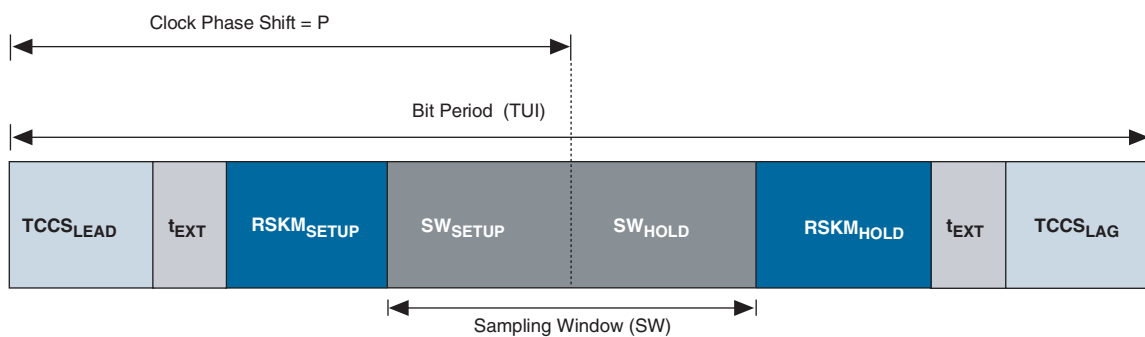 Clock Phase Shift = P
Bit Period (TUI)
TCCSLEAD tEXT RSKMSETUP SWSETUP SWHOLD RSKMHOLD tEXT TCCSLAG
Sampling Window (SW)